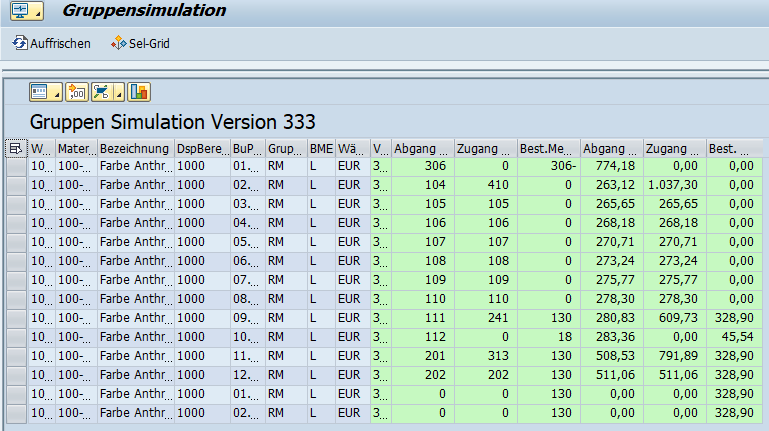 Gruppensimulation
Auffrischen Sel-Grid
Gruppen Simulation Version 333
W... Mater... Bezeichnung DspBere... BuP... Grup... BME Wä... V... Abgang ... Zugang ... Best.Me... Abgang ... Zugang ... Best. ...
10... 100-... Farbe Anthr... 1000 01.... RM L EUR 3... 306 0 306- 774,18 0,00 0,00
10... 100-... Farbe Anthr... 1000 02.... RM L EUR 3... 104 410 0 263,12 1.037,30 0,00
10... 100-... Farbe Anthr... 1000 03.... RM L EUR 3... 105 105 0 265,65 265,65 0,00
10... 100-... Farbe Anthr... 1000 04.... RM L EUR 3... 106 106 0 268,18 268,18 0,00
10... 100-... Farbe Anthr... 1000 05.... RM L EUR 3... 107 107 0 270,71 270,71 0,00
10... 100-... Farbe Anthr... 1000 06.... RM L EUR 3... 108 108 0 273,24 273,24 0,00
10... 100-... Farbe Anthr... 1000 07.... RM L EUR 3... 109 109 0 275,77 275,77 0,00
10... 100-... Farbe Anthr... 1000 08.... RM L EUR 3... 110 110 0 278,30 278,30 0,00
10... 100-... Farbe Anthr... 1000 09.... RM L EUR 3... 111 241 130 280,83 609,73 328,90
10... 100-... Farbe Anthr... 1000 10.... RM L EUR 3... 112 0 18 283,36 0,00 45,54
10... 100-... Farbe Anthr... 1000 11.... RM L EUR 3... 201 313 130 508,53 791,89 328,90
10... 100-... Farbe Anthr... 1000 12.... RM L EUR 3... 202 202 130 511,06 511,06 328,90
10... 100-... Farbe Anthr... 1000 01.... RM L EUR 3... 0 0 130 0,00 0,00 328,90
10... 100-... Farbe Anthr... 1000 02.... RM L EUR 3... 0 0 130 0,00 0,00 328,90